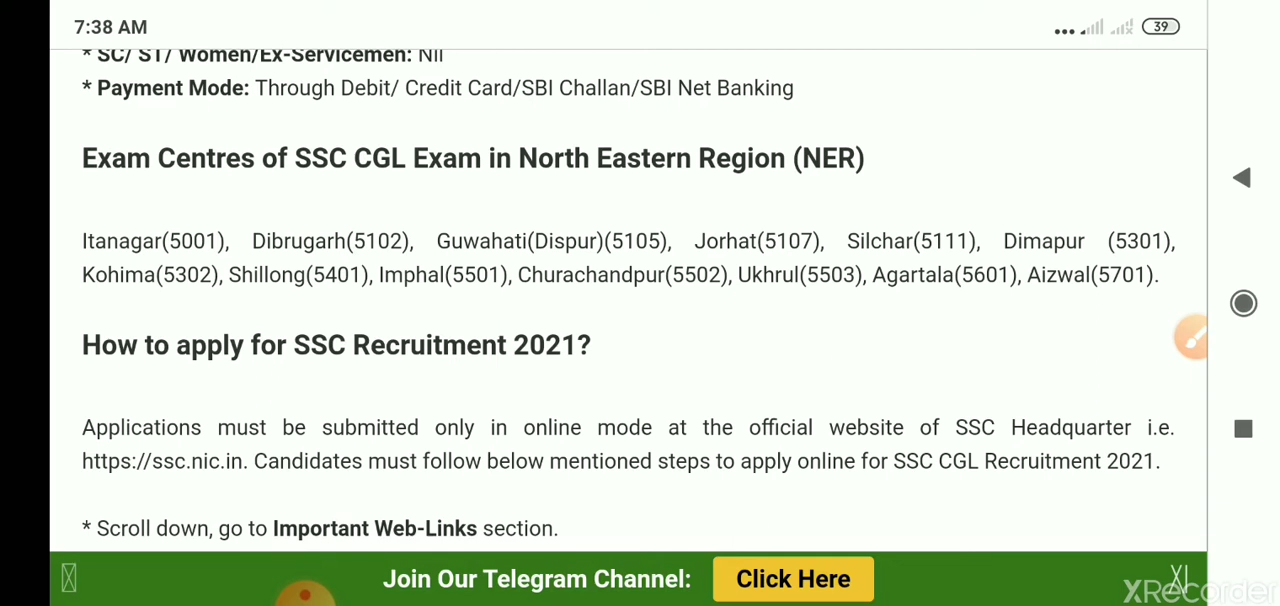 7:38 AM
39
* SC/ ST/ Women/Ex-Servicemen: Nil
* Payment Mode: Through Debit/ Credit Card/SBI Challan/SBI Net Banking
Exam Centres of SSC CGL Exam in North Eastern Region (NER)
Itanagar(5001), Dibrugarh(5102), Guwahati(Dispur)(5105), Jorhat(5107), Silchar(5111), Dimapur (5301),
Kohima(5302), Shillong(5401), Imphal(5501), Churachandpur(5502), Ukhrul(5503), Agartala(5601), Aizwal(5701).
How to apply for SSC Recruitment 2021?
Applications must be submitted only in online mode at the official website of SSC Headquarter i.e.
https://ssc.nic.in. Candidates must follow below mentioned steps to apply online for SSC CGL Recruitment 2021.
* Scroll down, go to Important Web-Links section.
Join Our Telegram Channel: Click Here
XRecorder